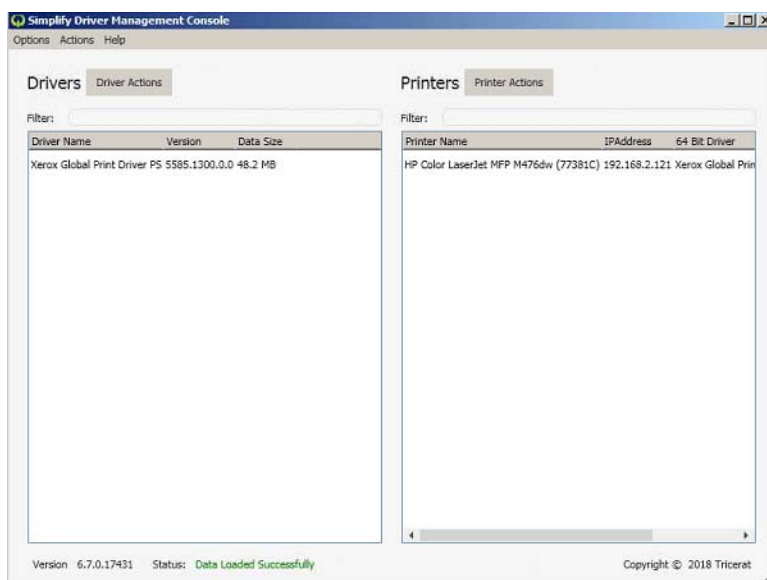 Simplify Driver Management Console
Options Actions Help
Drivers Driver Actions
Filter:
Driver Name Version Data Size
Xerox Global Print Driver PS 5585.1300.0.0 48.2 MB
Printers Printer Actions
Filter:
Printer Name IPAddress 64 Bit Driver
HP Color LaserJet MFP M476dw (77381C) 192.168.2.121 Xerox Global Prin
Version 6.7.0.17431 Status: Data Loaded Successfully
Copyright © 2018 Tricerat